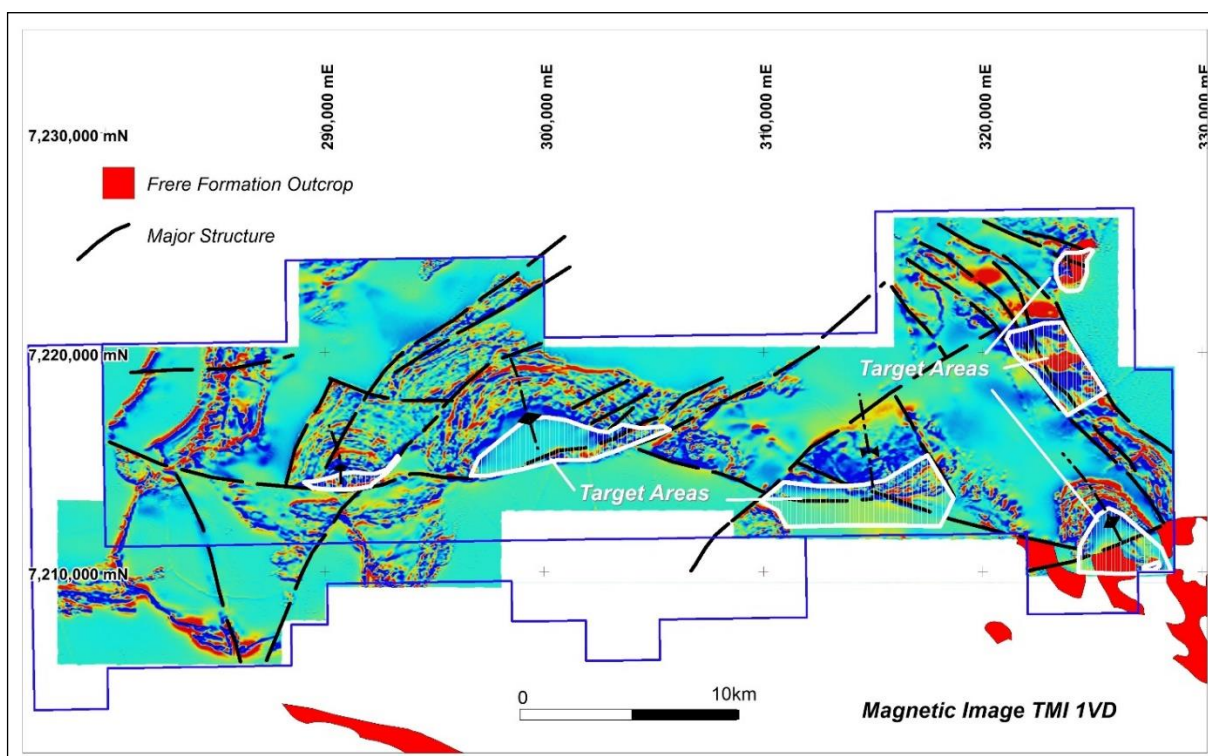 290,000 mE
300,000 mE
310,000 mE
320,000 mE
330,000 mE
7,230,000 mN
Frere Formation Outcrop
Major Structure
7,220,000 mN
Target Areas
Target Areas
7,210,000 mN
0 10km
Magnetic Image TMI 1VD